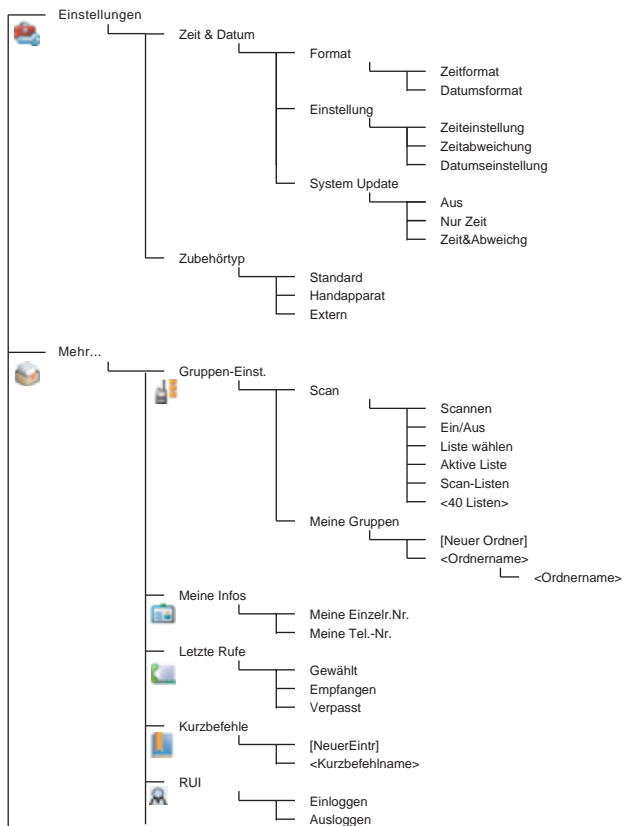 Einstellungen
Zeit & Datum
Format
Zeitformat
Datumsformat
Einstellung
Zeiteinstellung
Zeitabweichung
Datumseinstellung
System Update
Aus
Nur Zeit
Zeit&Abweichg
Zubehörtyp
Standard
Handapparat
Extern
Mehr...
Gruppen-Einst.
Scan
Scannen
Ein/Aus
Liste wählen
Aktive Liste
Scan-Listen
<40 Listen>
Meine Gruppen
[Neuer Ordner]
<Ordnername>
<Ordnername>
Meine Infos
Meine Einzelr.Nr.
Meine Tel.-Nr.
Letzte Rufe
Gewählt
Empfangen
Verpasst
Kurzbefehle
[NeuerEintr]
<Kurzbefehlname>
RUI
Einloggen
Ausloggen